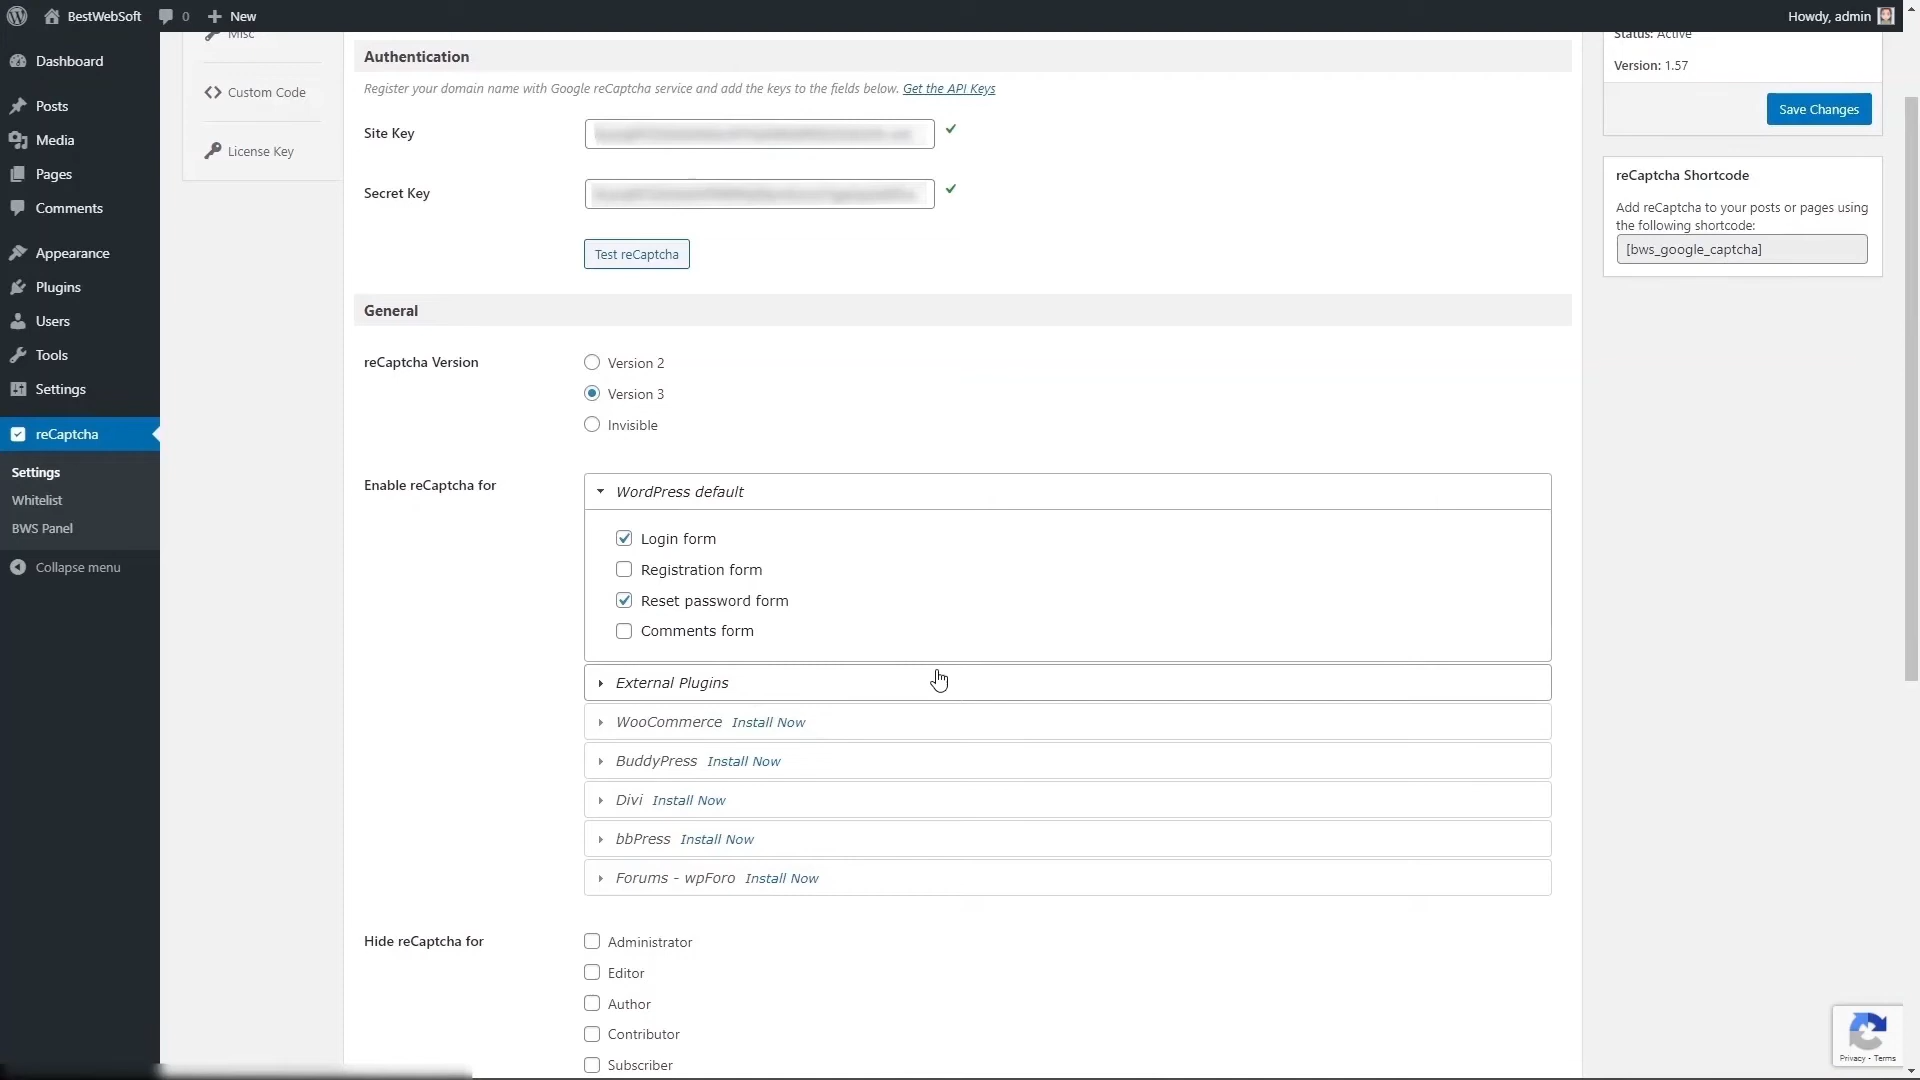 BestWebSoft
0
New
Howdy, admin
Dashboard
Posts
Media
Pages
Comments
Appearance
Plugins
Users
Tools
Settings
reCaptcha
Settings
Whitelist
BWS Panel
Collapse menu
Misc
Custom Code
License Key
Authentication
Register your domain name with Google reCaptcha service and add the keys to the fields below. Get the API Keys
Site Key
Secret Key
Test reCaptcha
General
reCaptcha Version
Version 2
Version 3
Invisible
Enable reCaptcha for
WordPress default
Login form
Registration form
Reset password form
Comments form
External Plugins
WooCommerce Install Now
BuddyPress Install Now
Divi Install Now
bbPress Install Now
Forums - wpForo Install Now
Hide reCaptcha for
Administrator
Editor
Author
Contributor
Subscriber
Status: Active
Version: 1.57
Save Changes
reCaptcha Shortcode
Add reCaptcha to your posts or pages using
the following shortcode:
[bws_google_captcha]
Privacy - Terms